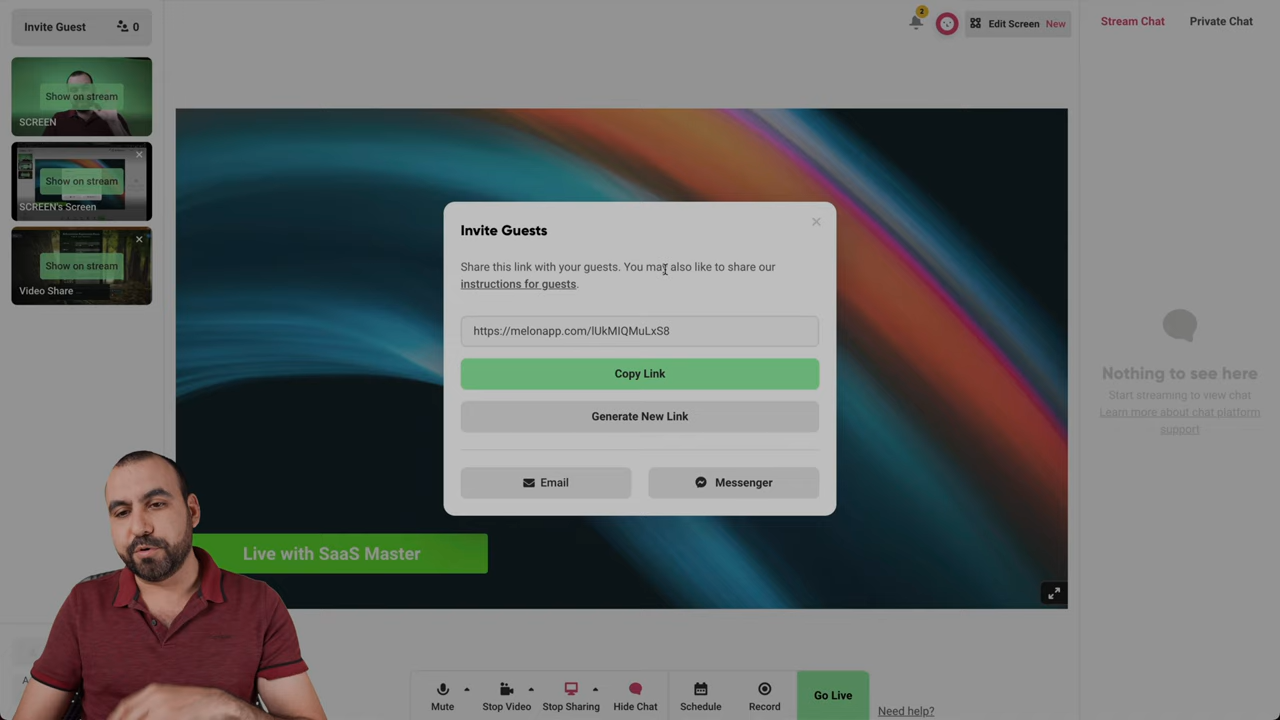 Invite Guest
0
2
Edit Screen New
Stream Chat
Private Chat
Show on stream
SCREEN
Show on stream
SCREEN's Screen
Show on stream
Video Share
Invite Guests
Share this link with your guests. You may also like to share our
instructions for guests.
https://melonapp.com/lUkMIQMuLxS8
Copy Link
Generate New Link
Email
Messenger
Nothing to see here
Start streaming to view chat
Learn more about chat platform
support
Live with SaaS Master
Mute
Stop Video
Stop Sharing
Hide Chat
Schedule
Record
Go Live
Need help?